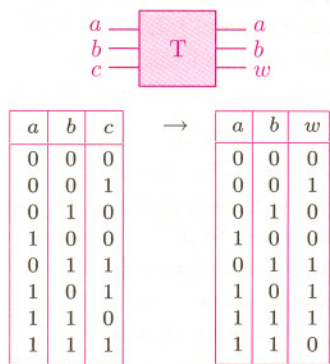 a T a
b b
c w
a b c → a b w
0 0 0 0 0 0
0 0 1 0 0 1
0 1 0 0 1 0
1 0 0 1 0 0
0 1 1 0 1 1
1 0 1 1 0 1
1 1 0 1 1 1
1 1 1 1 1 0